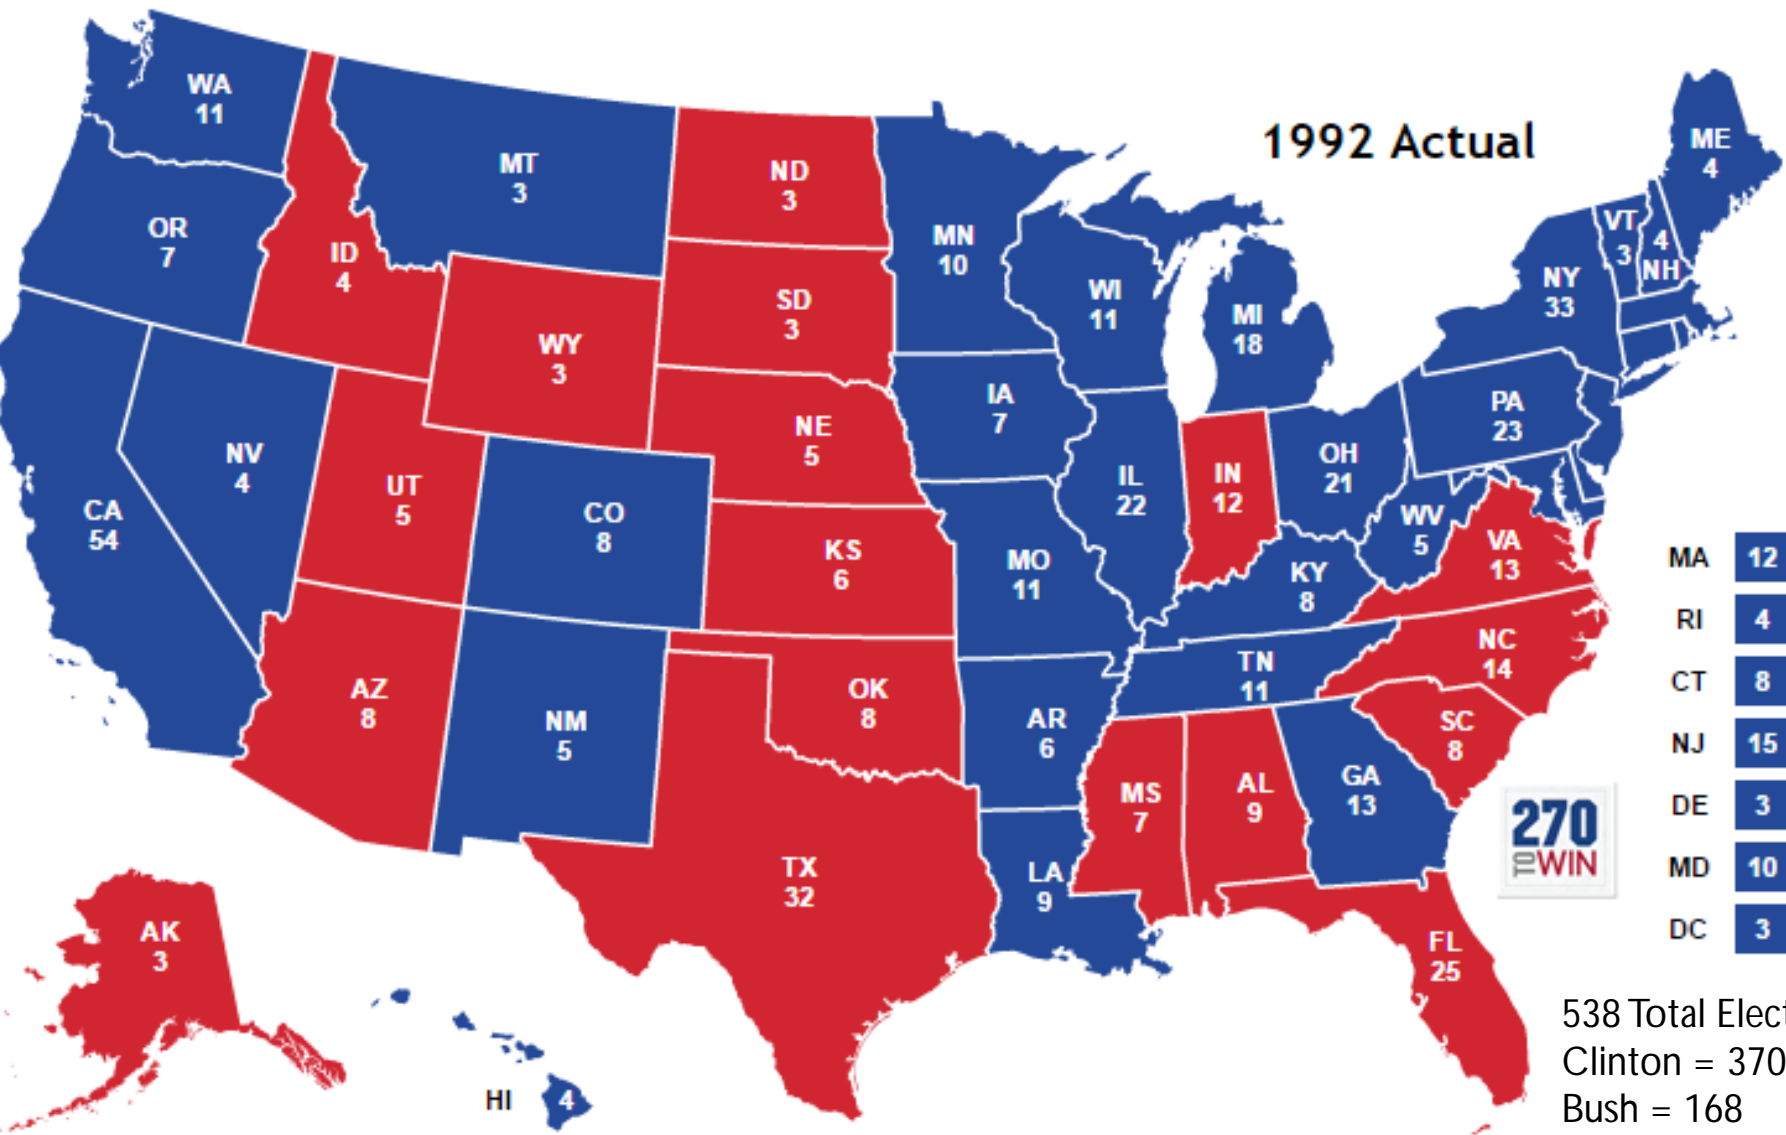 1992 Actual
WA
11
OR
7
CA
54
NV
4
ID
4
MT
3
WY
3
UT
5
CO
8
AZ
8
NM
5
ND
3
SD
3
NE
5
KS
6
OK
8
TX
32
MN
10
IA
7
MO
11
AR
6
LA
9
WI
11
IL
22
MI
18
IN
12
OH
21
KY
8
TN
11
MS
7
AL
9
GA
13
FL
25
SC
8
NC
14
VA
13
WV
5
PA
23
NY
33
VT
3
4
NH
ME
4
AK
3
HI 4
MA 12
RI 4
CT 8
NJ 15
DE 3
MD 10
DC 3
270
TO WIN
538 Total Elect
Clinton = 370
Bush = 168